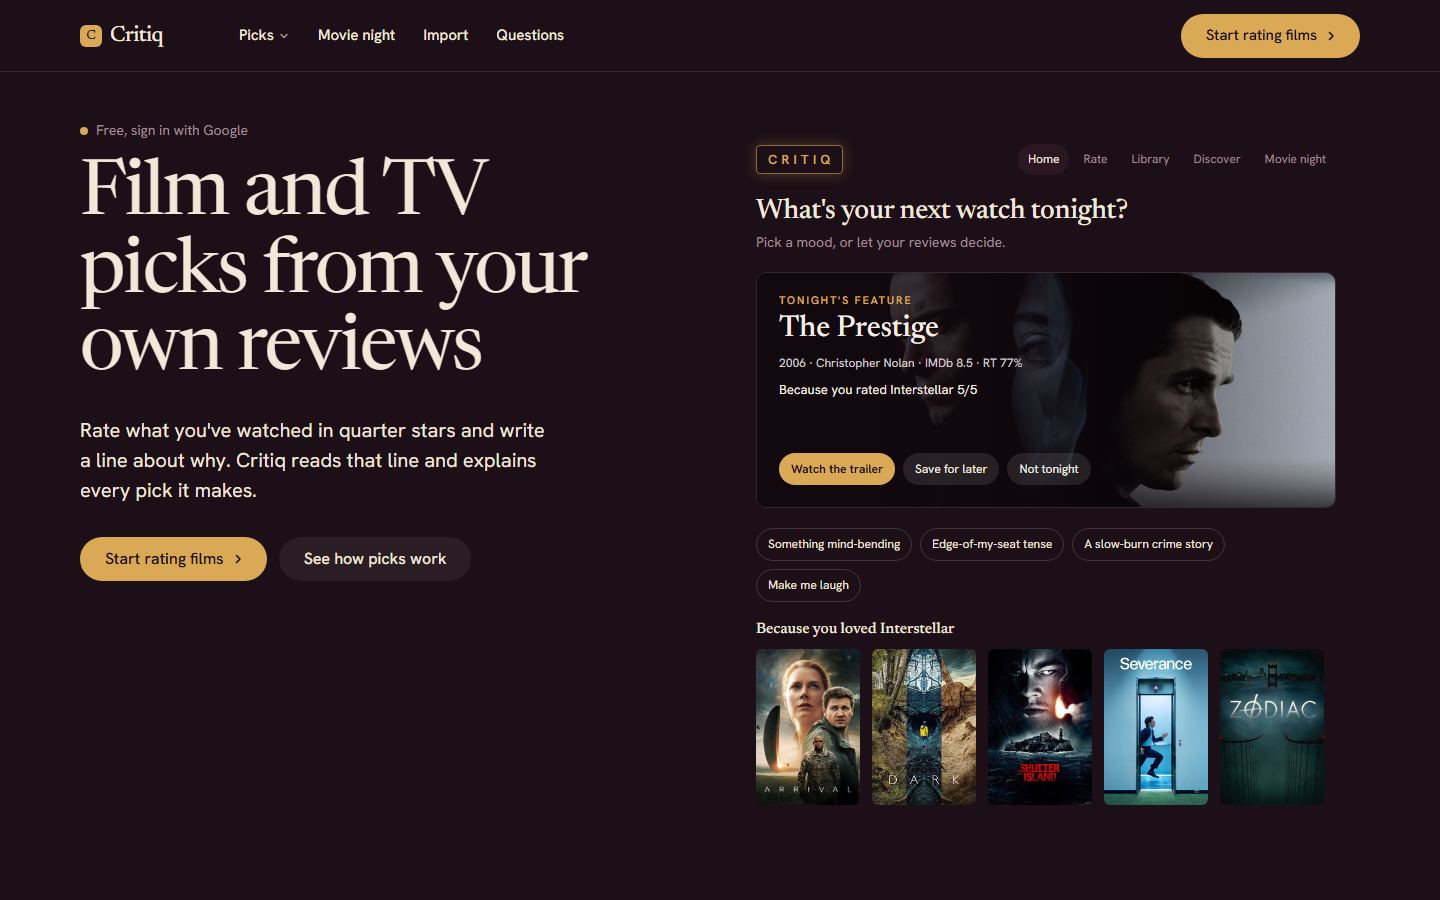 C Critiq
Picks
Movie night
Import
Questions
Start rating films
Free, sign in with Google
Film and TV
picks from your
own reviews
Rate what you've watched in quarter stars and write
a line about why. Critiq reads that line and explains
every pick it makes.
Start rating films
See how picks work
CRITIQ
Home
Rate
Library
Discover
Movie night
What's your next watch tonight?
Pick a mood, or let your reviews decide.
TONIGHT'S FEATURE
The Prestige
2006 · Christopher Nolan · IMDb 8.5 · RT 77%
Because you rated Interstellar 5/5
Watch the trailer
Save for later
Not tonight
Something mind-bending
Edge-of-my-seat tense
A slow-burn crime story
Make me laugh
Because you loved Interstellar
ARRIVAL
DARK
SHUTTER
ISLAND
Severance
ZODIAC